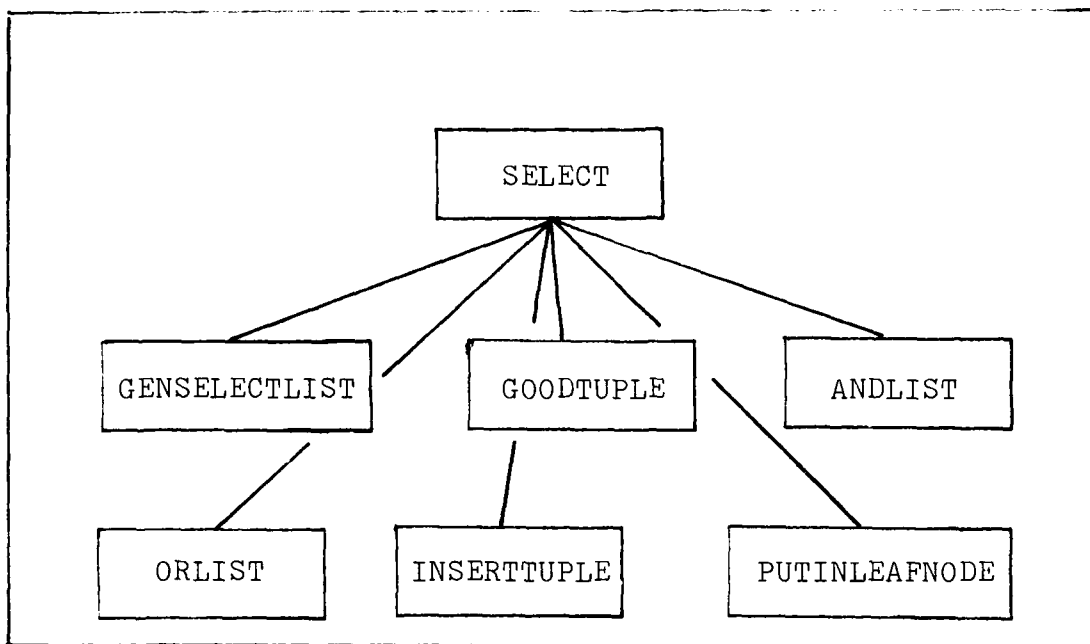 SELECT
GENSELECTLIST
GOODTUPLE
ANDLIST
ORLIST
INSERTTUPLE
PUTINLEAFNODE